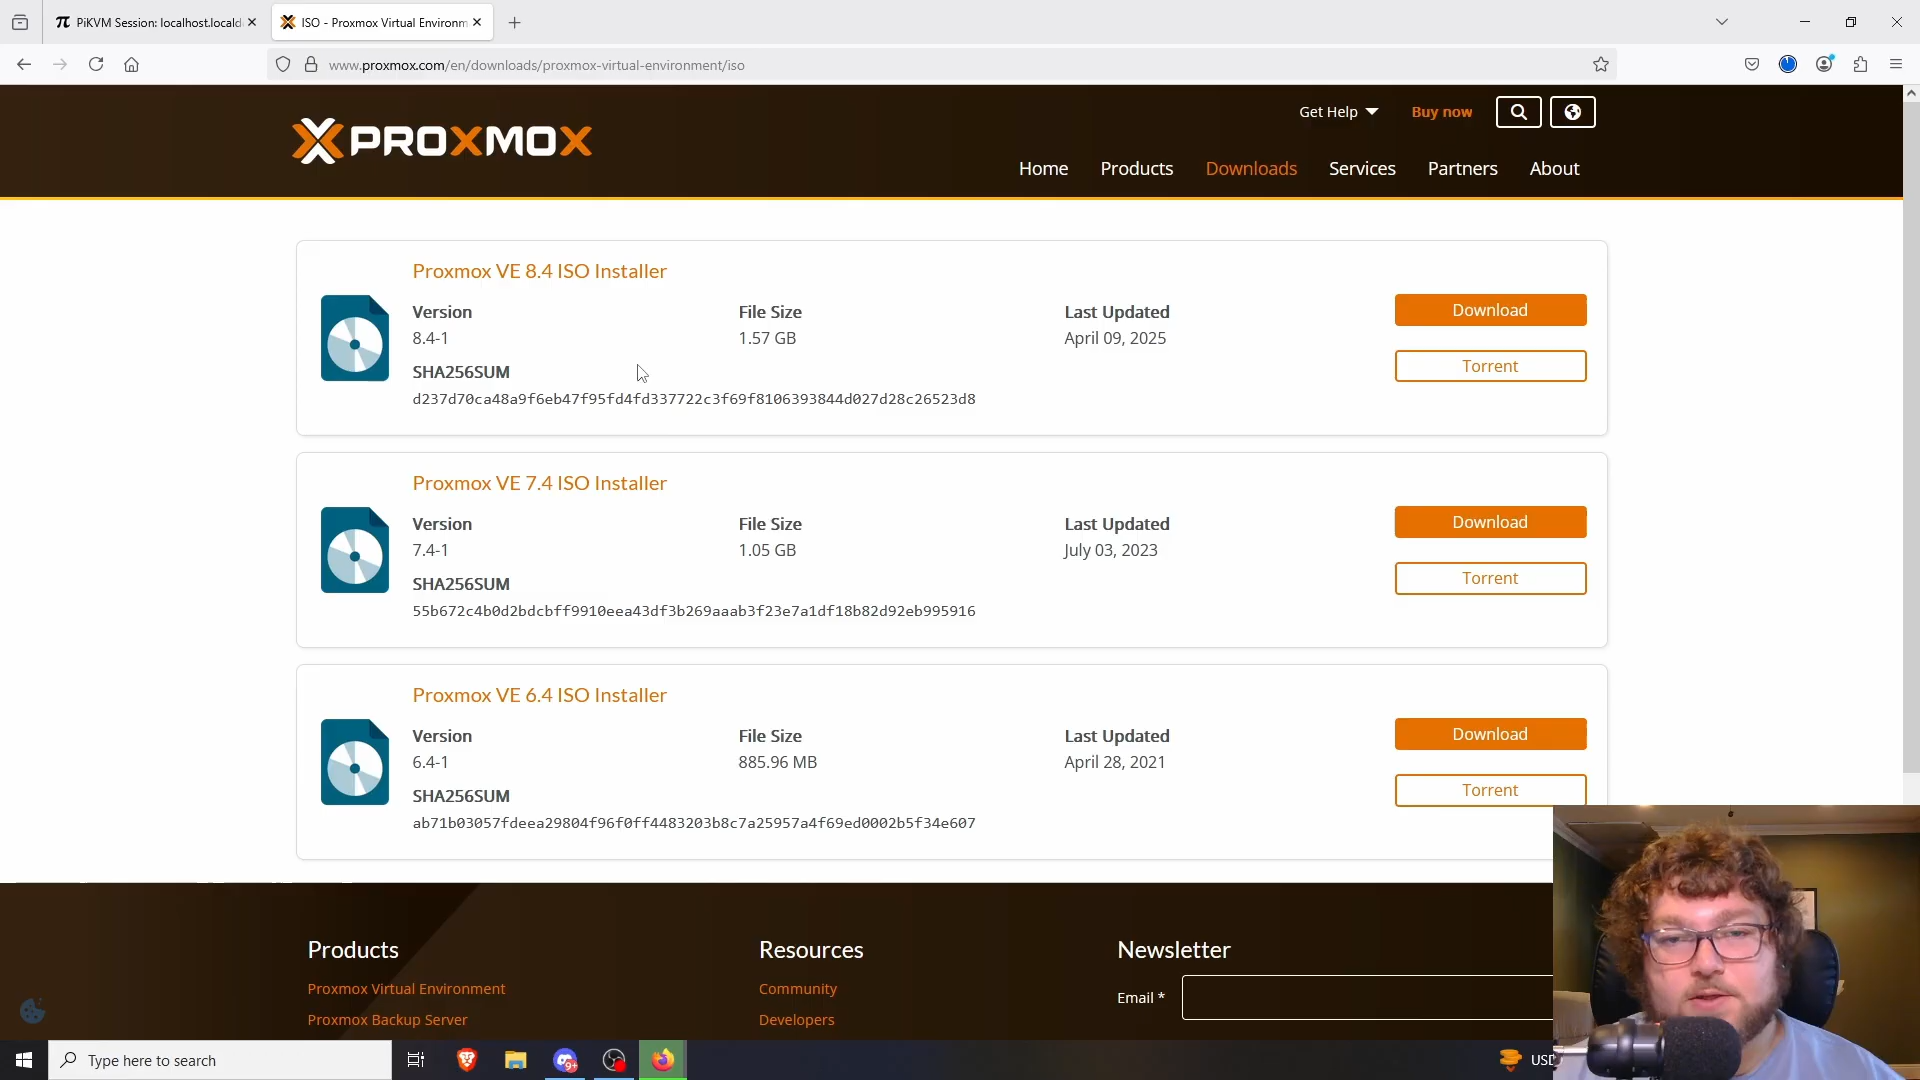 PiKVM Session: localhost.locald
ISO - Proxmox Virtual Environm
www.proxmox.com/en/downloads/proxmox-virtual-environment/iso
PROXMOX
Get Help
Buy now
Home
Products
Downloads
Services
Partners
About
Proxmox VE 8.4 ISO Installer
Version
File Size
Last Updated
8.4-1
1.57 GB
April 09, 2025
SHA256SUM
d237d70ca48a9f6eb47f95fd4fd337722c3f69f8106393844d027d28c26523d8
Download
Torrent
Proxmox VE 7.4 ISO Installer
Version
File Size
Last Updated
7.4-1
1.05 GB
July 03, 2023
SHA256SUM
55b672c4b0d2bdcbff9910eea43df3b269aaab3f23e7a1df18b82d92eb995916
Download
Torrent
Proxmox VE 6.4 ISO Installer
Version
File Size
Last Updated
6.4-1
885.96 MB
April 28, 2021
SHA256SUM
ab71b03057fdeea29804f96f0ff4483203b8c7a25957a4f69ed0002b5f34e607
Download
Torrent
Products
Proxmox Virtual Environment
Proxmox Backup Server
Resources
Community
Developers
Newsletter
Email *
Type here to search
9+
USD